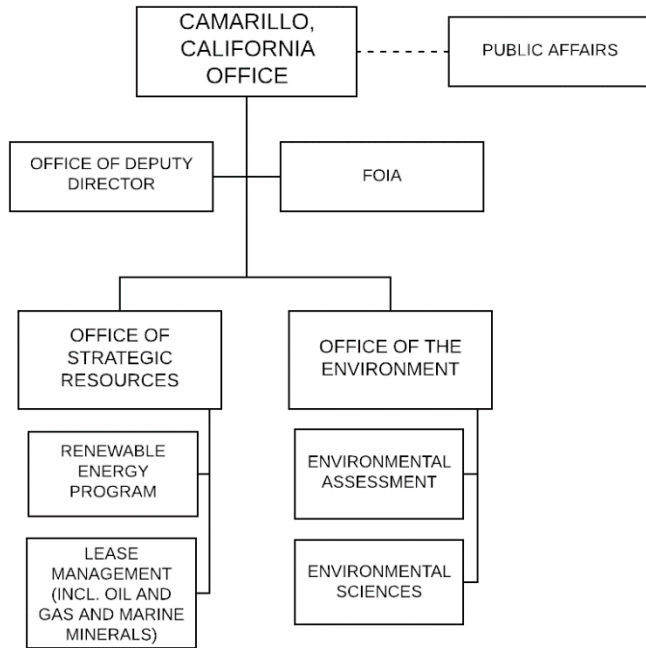 CAMARILLO,
CALIFORNIA
OFFICE
PUBLIC AFFAIRS
OFFICE OF DEPUTY
DIRECTOR
FOIA
OFFICE OF
STRATEGIC
RESOURCES
OFFICE OF THE
ENVIRONMENT
RENEWABLE
ENERGY
PROGRAM
ENVIRONMENTAL
ASSESSMENT
LEASE
MANAGEMENT
(INCL. OIL AND
GAS AND MARINE
MINERALS)
ENVIRONMENTAL
SCIENCES